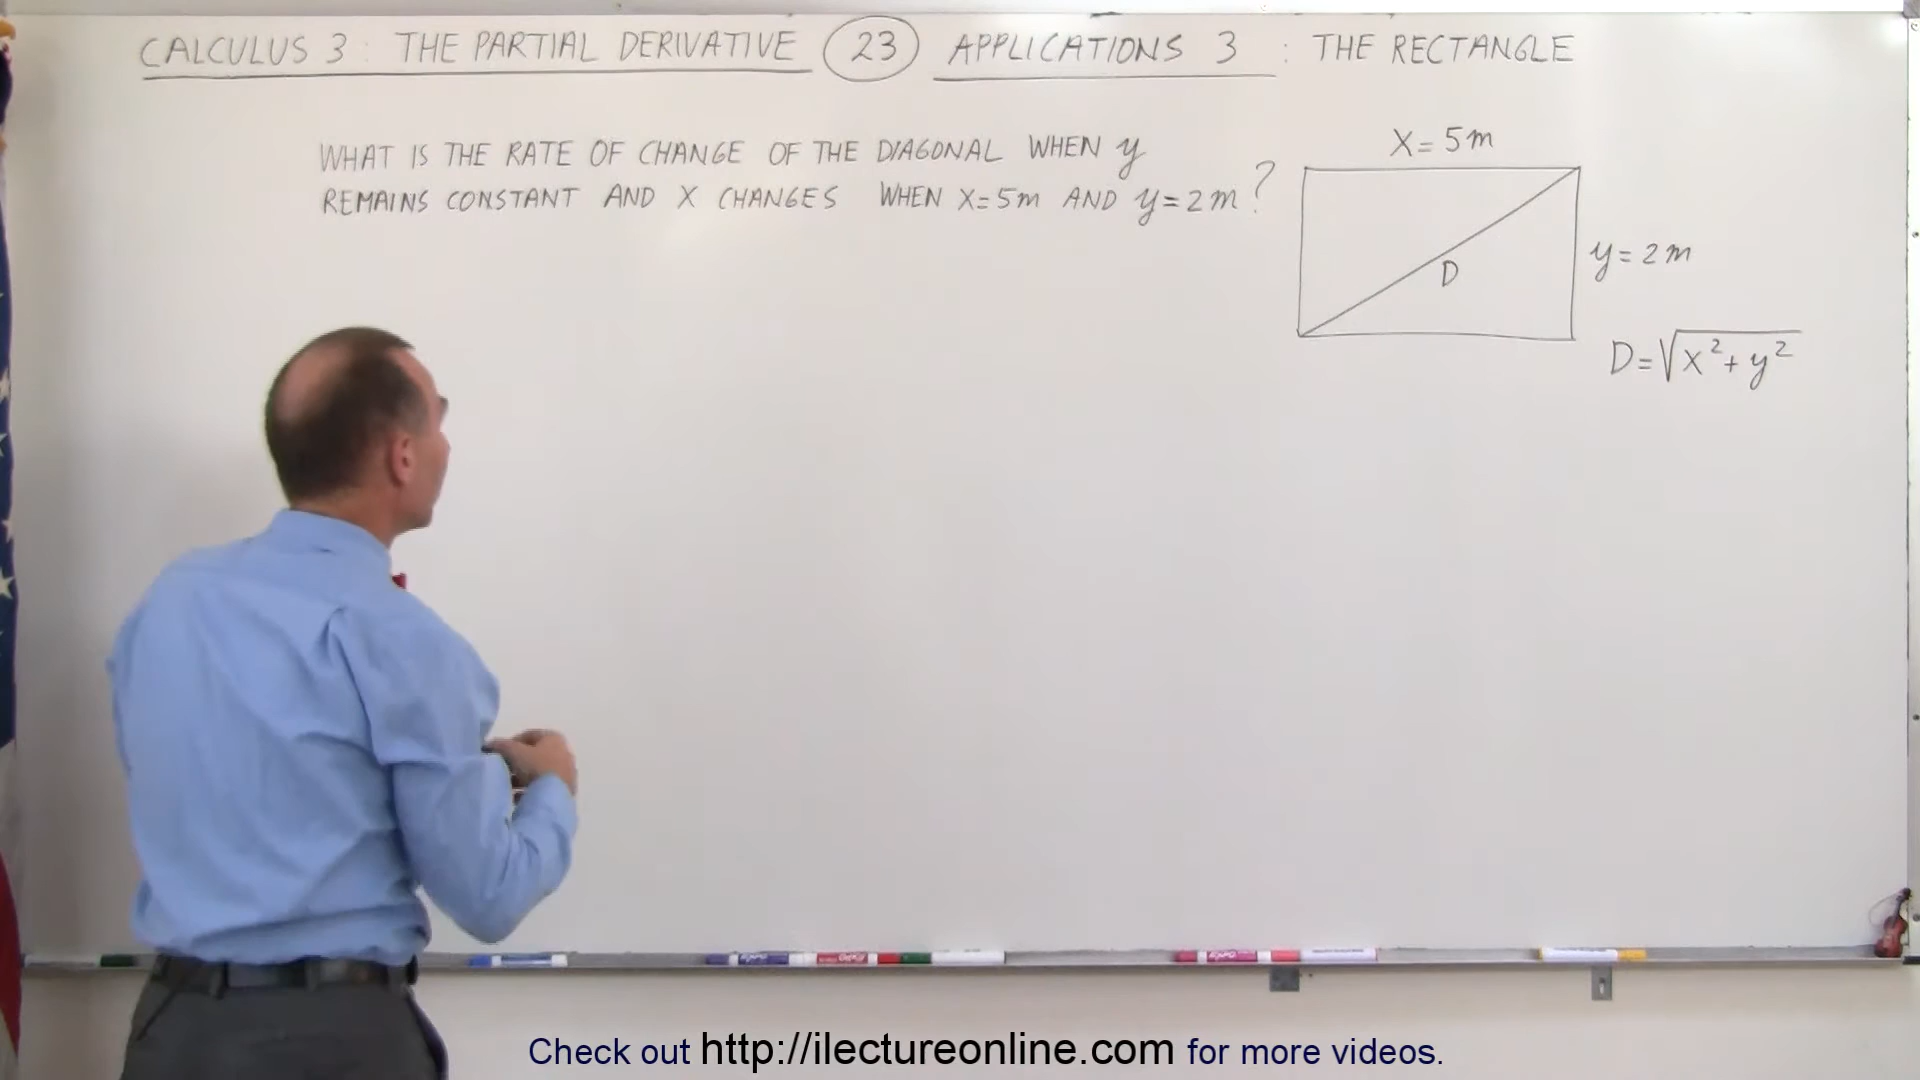 CALCULUS 3: THE PARTIAL DERIVATIVE 23 APPLICATIONS 3 : THE RECTANGLE
WHAT IS THE RATE OF CHANGE OF THE DIAGONAL WHEN y
REMAINS CONSTANT AND X CHANGES WHEN X=5m AND y=2m?
X=5m
D
y=2m
D=√x²+y²
Check out http://ilectureonline.com for more videos.